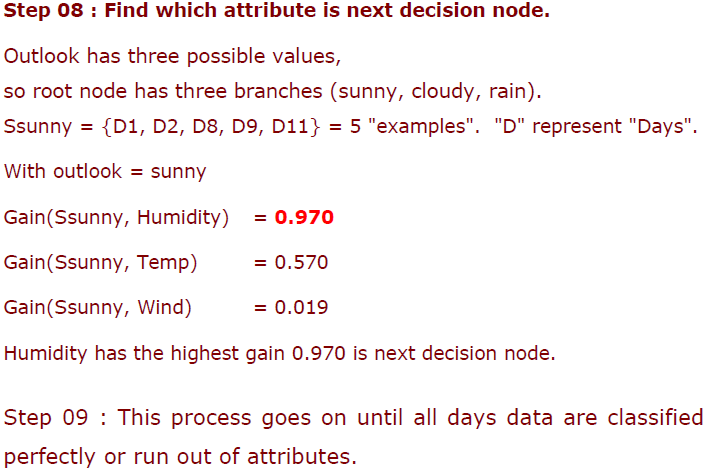 Step 08 : Find which attribute is next decision node.
Outlook has three possible values,
so root node has three branches (sunny, cloudy, rain).
Ssunny = {D1, D2, D8, D9, D11} = 5 "examples". "D" represent "Days".
With outlook = sunny
Gain(Ssunny, Humidity) = 0.970
Gain(Ssunny, Temp) = 0.570
Gain(Ssunny, Wind) = 0.019
Humidity has the highest gain 0.970 is next decision node.
Step 09 : This process goes on until all days data are classified
perfectly or run out of attributes.